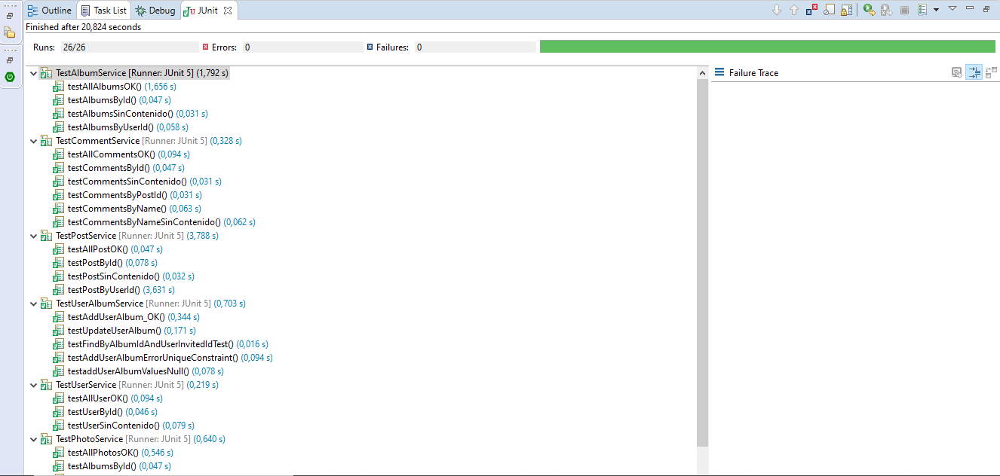 Outline Task List Debug JUnit
Finished after 20,824 seconds
Runs: 26/26 Errors: 0 Failures: 0
TestAlbumService [Runner: JUnit 5] (1,792 s)
Failure Trace
testAllAlbumsOK() (1,656 s)
testAlbumsById() (0,047 s)
testAlbumsSinContenido() (0,031 s)
testAlbumsByUserId() (0,058 s)
TestCommentService [Runner: JUnit 5] (0,328 s)
testAllCommentsOK() (0,094 s)
testCommentsById() (0,047 s)
testCommentsSinContenido() (0,031 s)
testCommentsByPostId() (0,031 s)
testCommentsByName() (0,063 s)
testCommentsByNameSinContenido() (0,062 s)
TestPostService [Runner: JUnit 5] (3,788 s)
testAllPostOK() (0,047 s)
testPostById() (0,078 s)
testPostSinContenido() (0,032 s)
testPostByUserId() (3,631 s)
TestUserAlbumService [Runner: JUnit 5] (0,703 s)
testAddUserAlbum_OK() (0,344 s)
testUpdateUserAlbum() (0,171 s)
testFindByAlbumIdAndUserInvitedIdTest() (0,016 s)
testAddUserAlbumErrorUniqueConstraint() (0,094 s)
testaddUserAlbumValuesNull() (0,078 s)
TestUserService [Runner: JUnit 5] (0,219 s)
testAllUserOK() (0,094 s)
testUserById() (0,046 s)
testUserSinContenido() (0,079 s)
TestPhotoService [Runner: JUnit 5] (0,640 s)
testAllPhotosOK() (0,546 s)
testAlbumsById() (0,047 s)